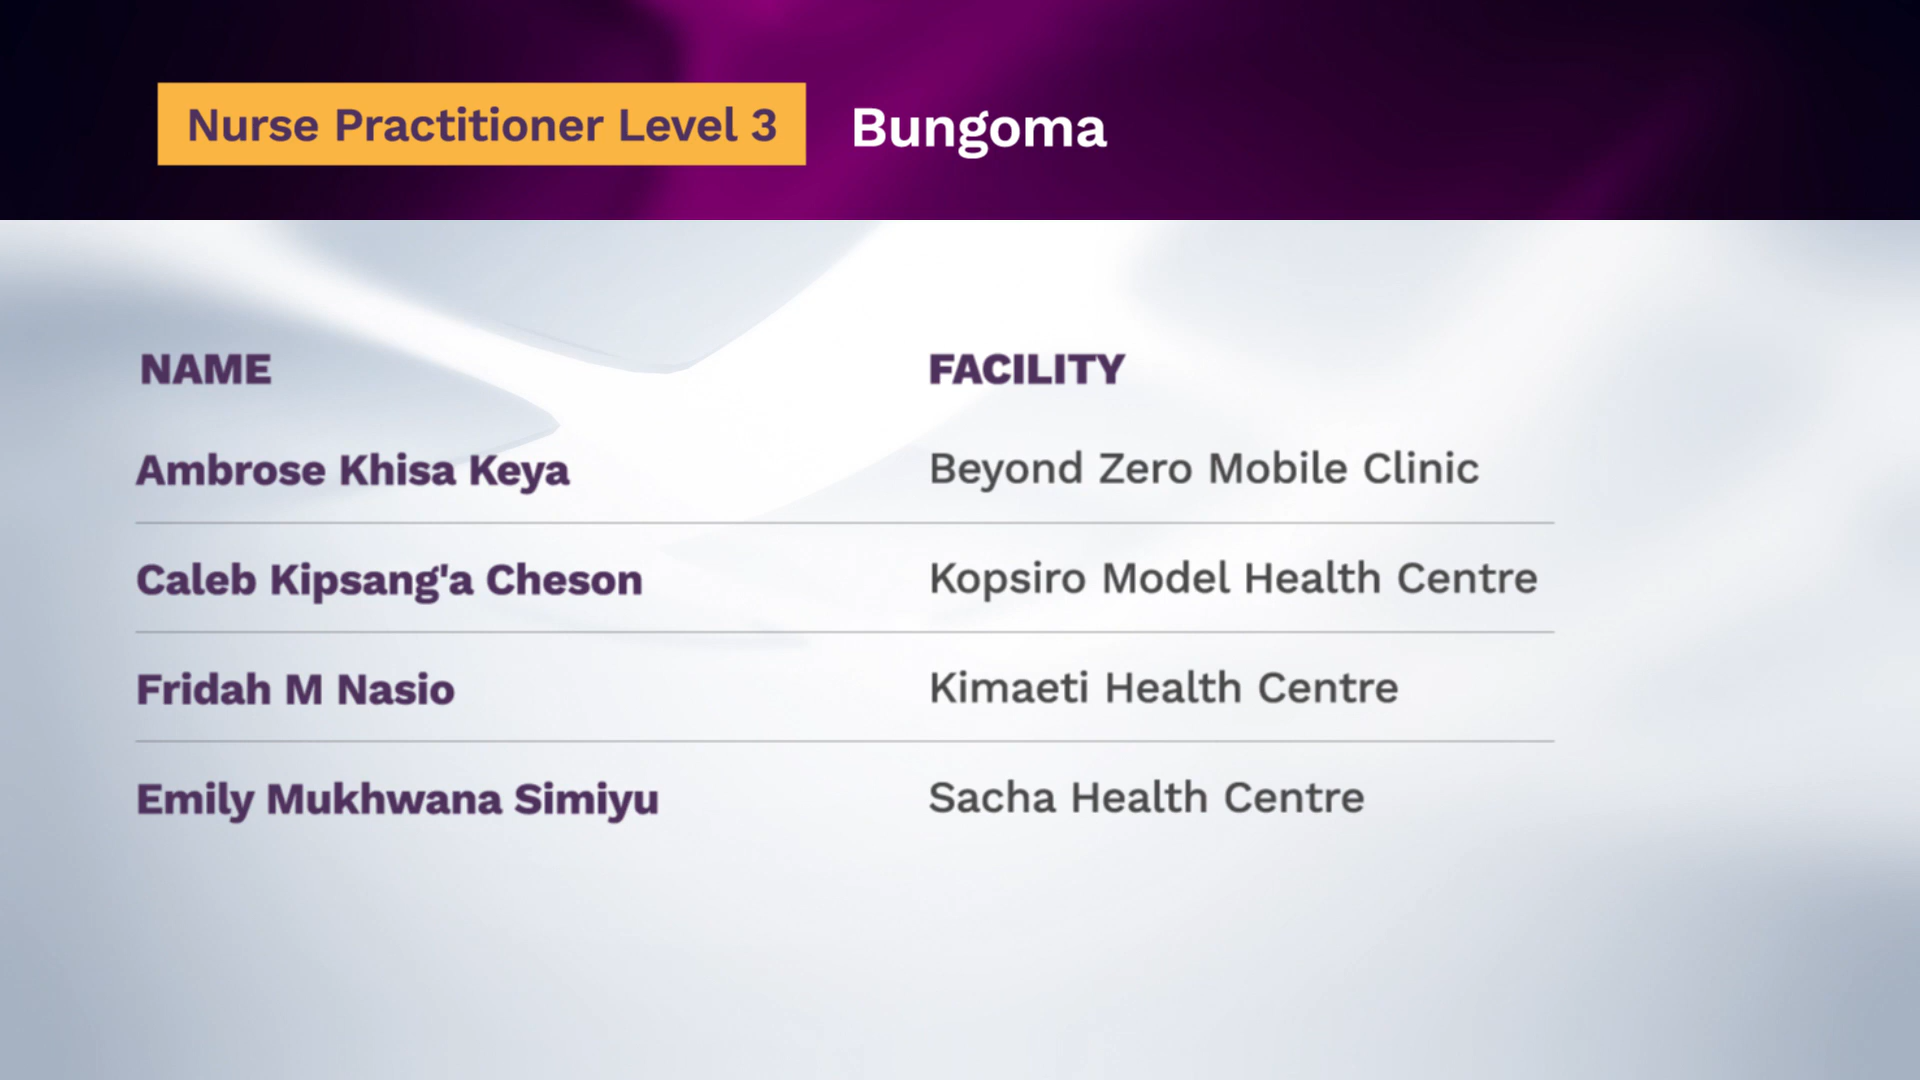 Nurse Practitioner Level 3 Bungoma
NAME FACILITY
Ambrose Khisa Keya Beyond Zero Mobile Clinic
Caleb Kipsang'a Cheson Kopsiro Model Health Centre
Fridah M Nasio Kimaeti Health Centre
Emily Mukhwana Simiyu Sacha Health Centre